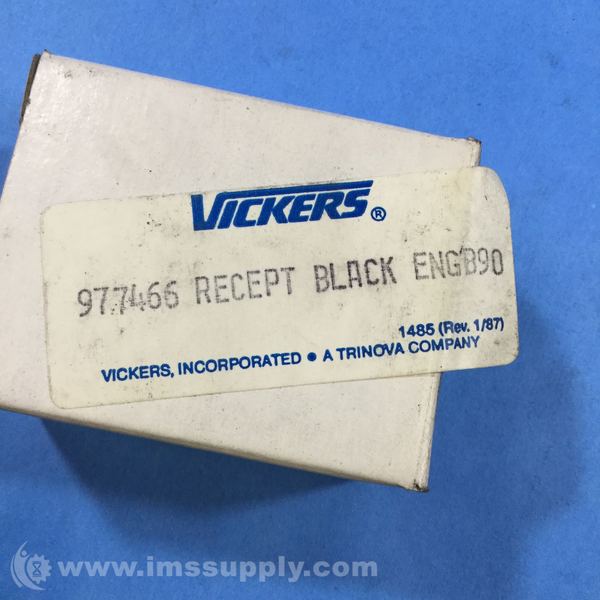 VICKERS®
977466 RECEPT BLACK ENGB90
1485 (Rev. 1/87)
VICKERS, INCORPORATED • A TRINOVA COMPANY
www.imssupply.com